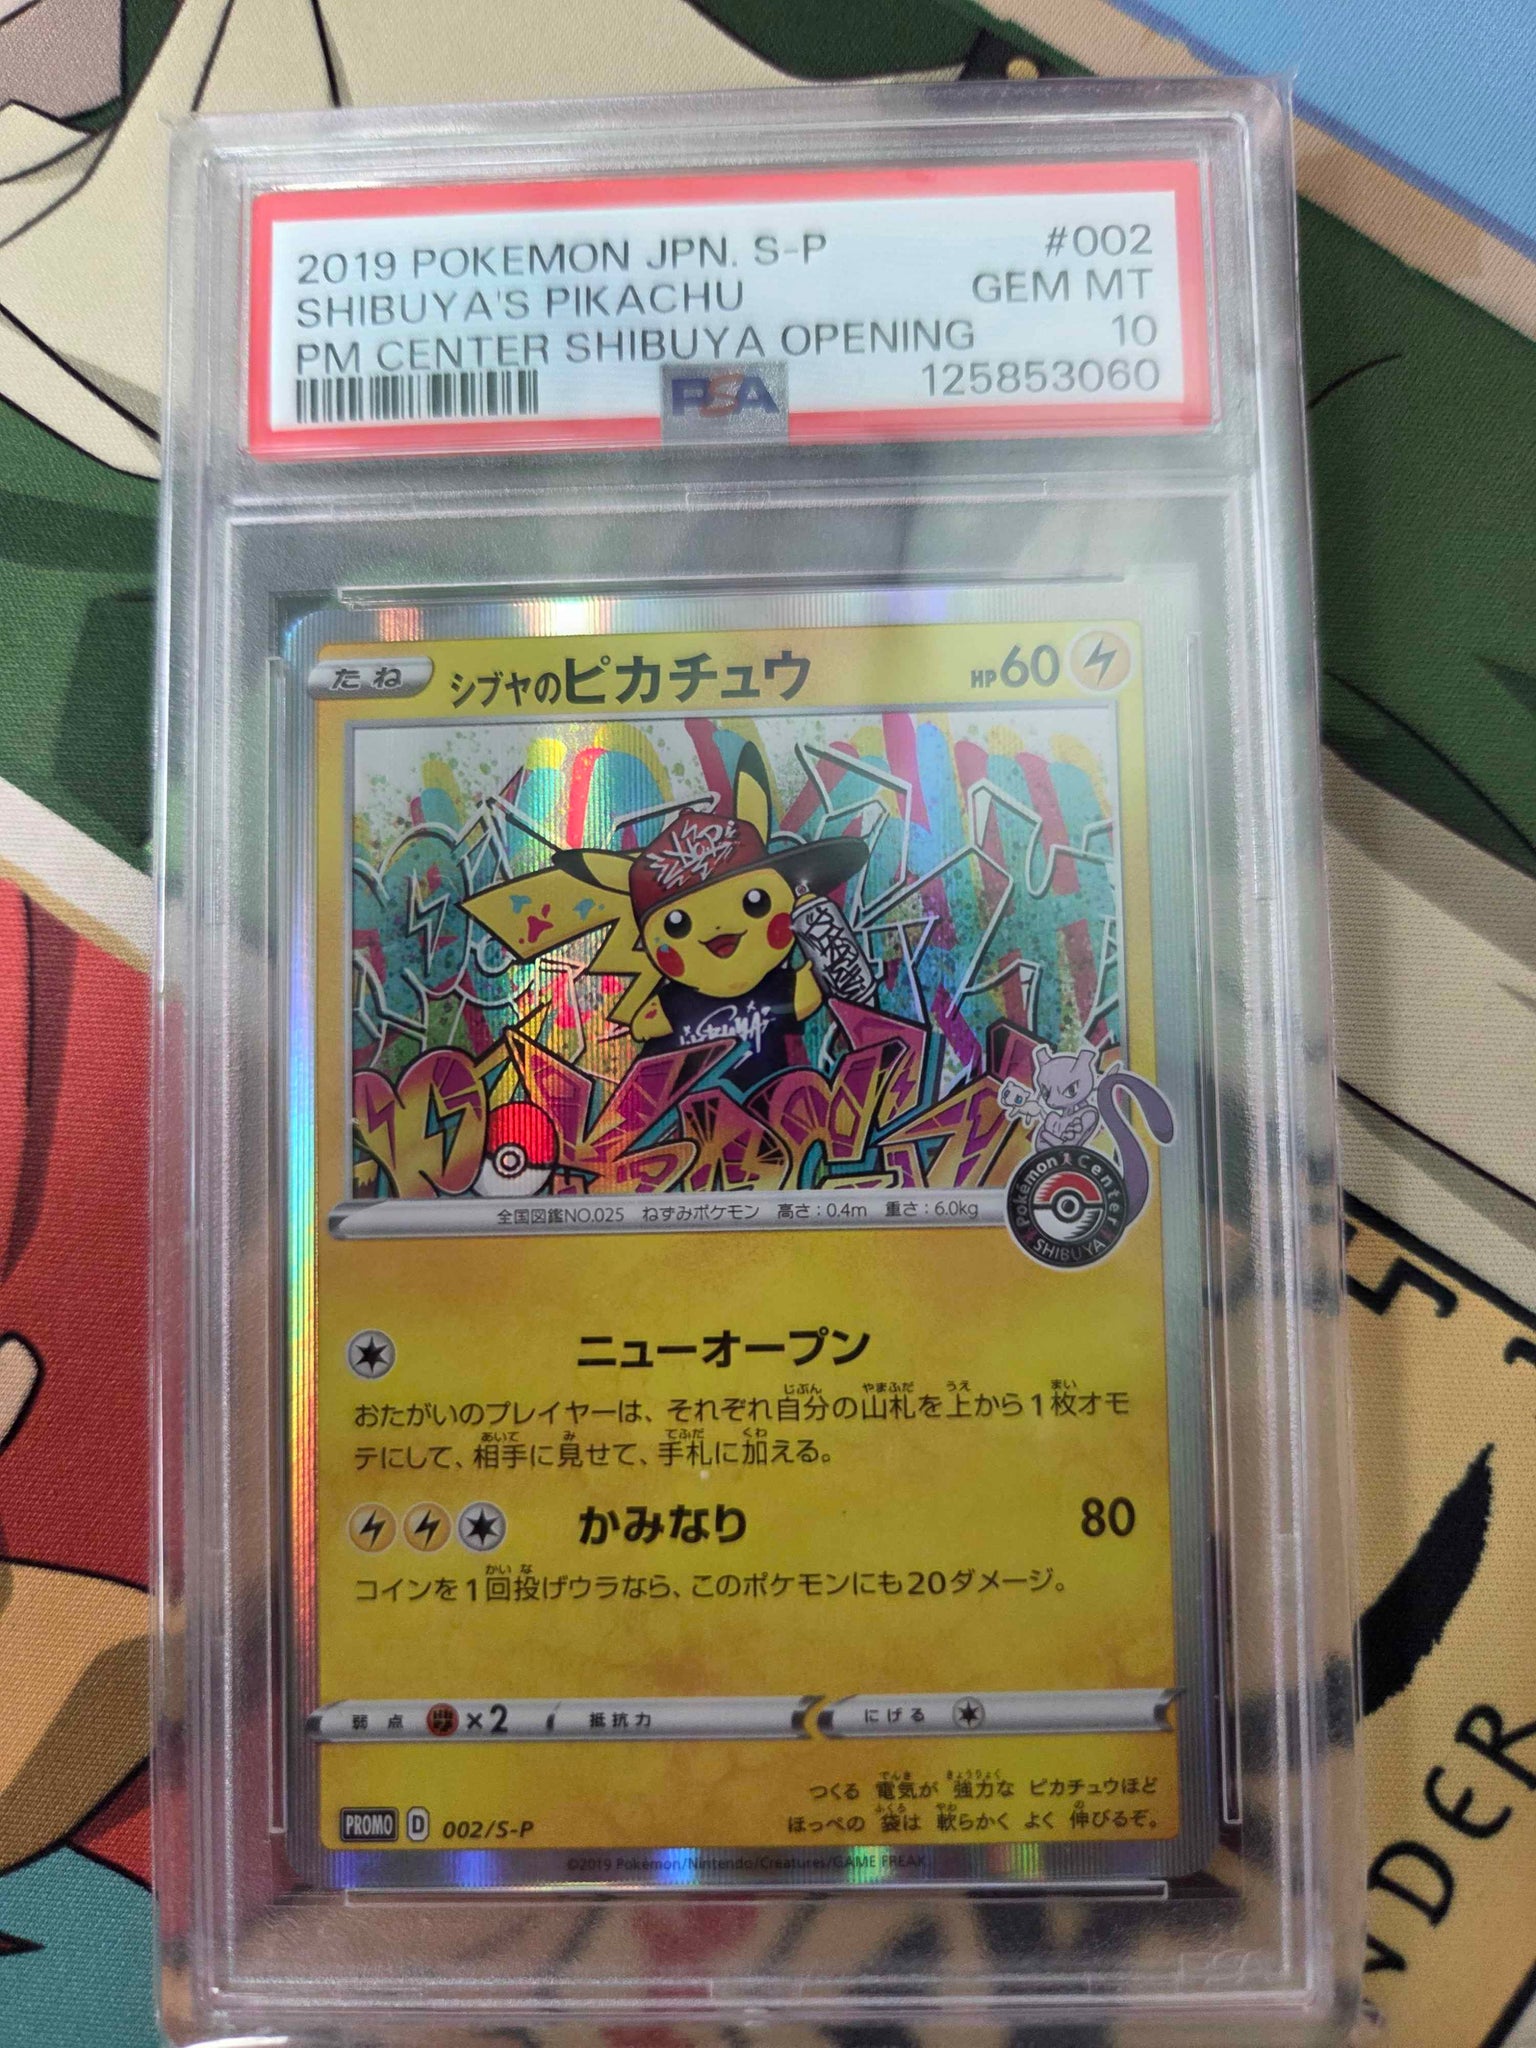 2019 POKEMON JPN. S-P #002
SHIBUYA'S PIKACHU GEM MT
PM CENTER SHIBUYA OPENING 10
125853060
PSA
たね シブヤのピカチュウ HP60
全国図鑑NO.025 ねずみポケモン 高さ:0.4m 重さ:6.0kg
Pokémon Center
SHIBUYA
ニューオープン
おたがいのプレイヤーは、それぞれ自分の山札を上から1枚オモ
テにして、相手に見せて、手札に加える。
かみなり 80
コインを1回投げウラなら、このポケモンにも20ダメージ。
弱点 ×2 抵抗力 にげる
つくる 電気が 強力な ピカチュウほど
ほっぺの 袋は 軟らかく よく 伸びるぞ。
PROMO D 002/S-P
©2019 Pokémon/Nintendo/Creatures/GAME FREAK
NDER